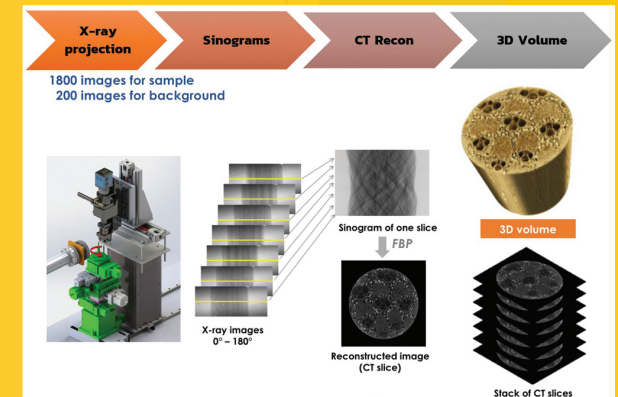 X-ray
projection
Sinograms
CT Recon
3D Volume
1800 images for sample
200 images for background
Sinogram of one slice
FBP
3D volume
X-ray images
0° – 180°
Reconstructed image
(CT slice)
Stack of CT slices